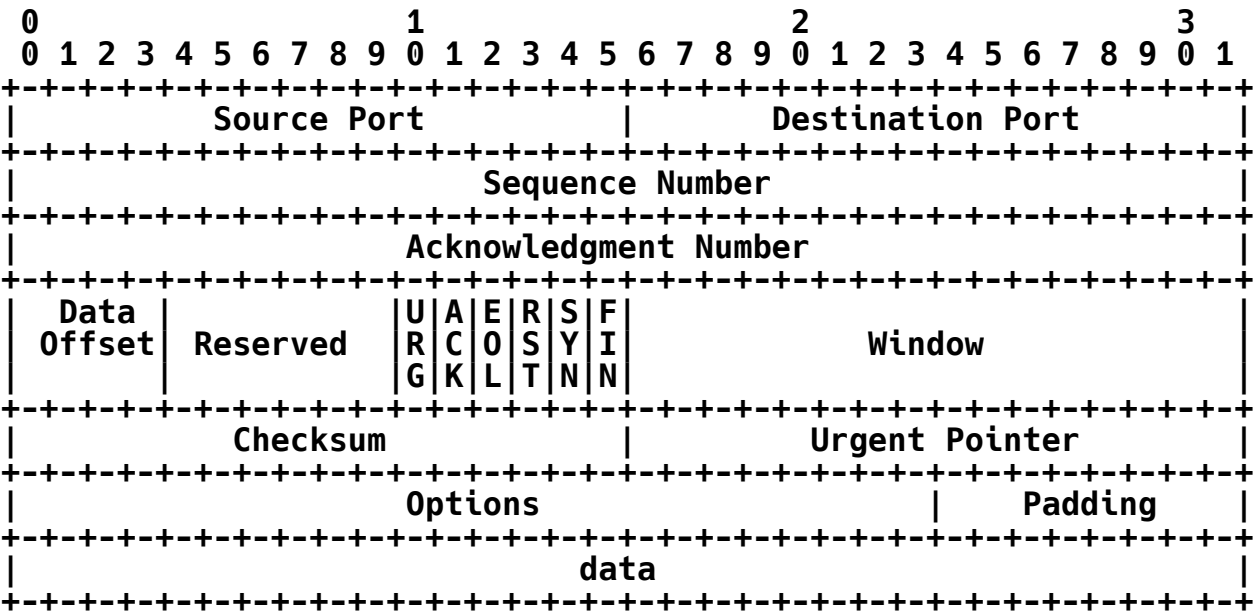 0                   1                   2                   3
 0 1 2 3 4 5 6 7 8 9 0 1 2 3 4 5 6 7 8 9 0 1 2 3 4 5 6 7 8 9 0 1
+-+-+-+-+-+-+-+-+-+-+-+-+-+-+-+-+-+-+-+-+-+-+-+-+-+-+-+-+-+-+-+-+
|          Source Port          |       Destination Port        |
+-+-+-+-+-+-+-+-+-+-+-+-+-+-+-+-+-+-+-+-+-+-+-+-+-+-+-+-+-+-+-+-+
|                        Sequence Number                        |
+-+-+-+-+-+-+-+-+-+-+-+-+-+-+-+-+-+-+-+-+-+-+-+-+-+-+-+-+-+-+-+-+
|                    Acknowledgment Number                      |
+-+-+-+-+-+-+-+-+-+-+-+-+-+-+-+-+-+-+-+-+-+-+-+-+-+-+-+-+-+-+-+-+
|  Data |           |U|A|E|R|S|F|                               |
| Offset| Reserved  |R|C|O|S|Y|I|            Window             |
|       |           |G|K|L|T|N|N|                               |
+-+-+-+-+-+-+-+-+-+-+-+-+-+-+-+-+-+-+-+-+-+-+-+-+-+-+-+-+-+-+-+-+
|           Checksum            |         Urgent Pointer        |
+-+-+-+-+-+-+-+-+-+-+-+-+-+-+-+-+-+-+-+-+-+-+-+-+-+-+-+-+-+-+-+-+
|                    Options                    |    Padding    |
+-+-+-+-+-+-+-+-+-+-+-+-+-+-+-+-+-+-+-+-+-+-+-+-+-+-+-+-+-+-+-+-+
|                             data                              |
+-+-+-+-+-+-+-+-+-+-+-+-+-+-+-+-+-+-+-+-+-+-+-+-+-+-+-+-+-+-+-+-+